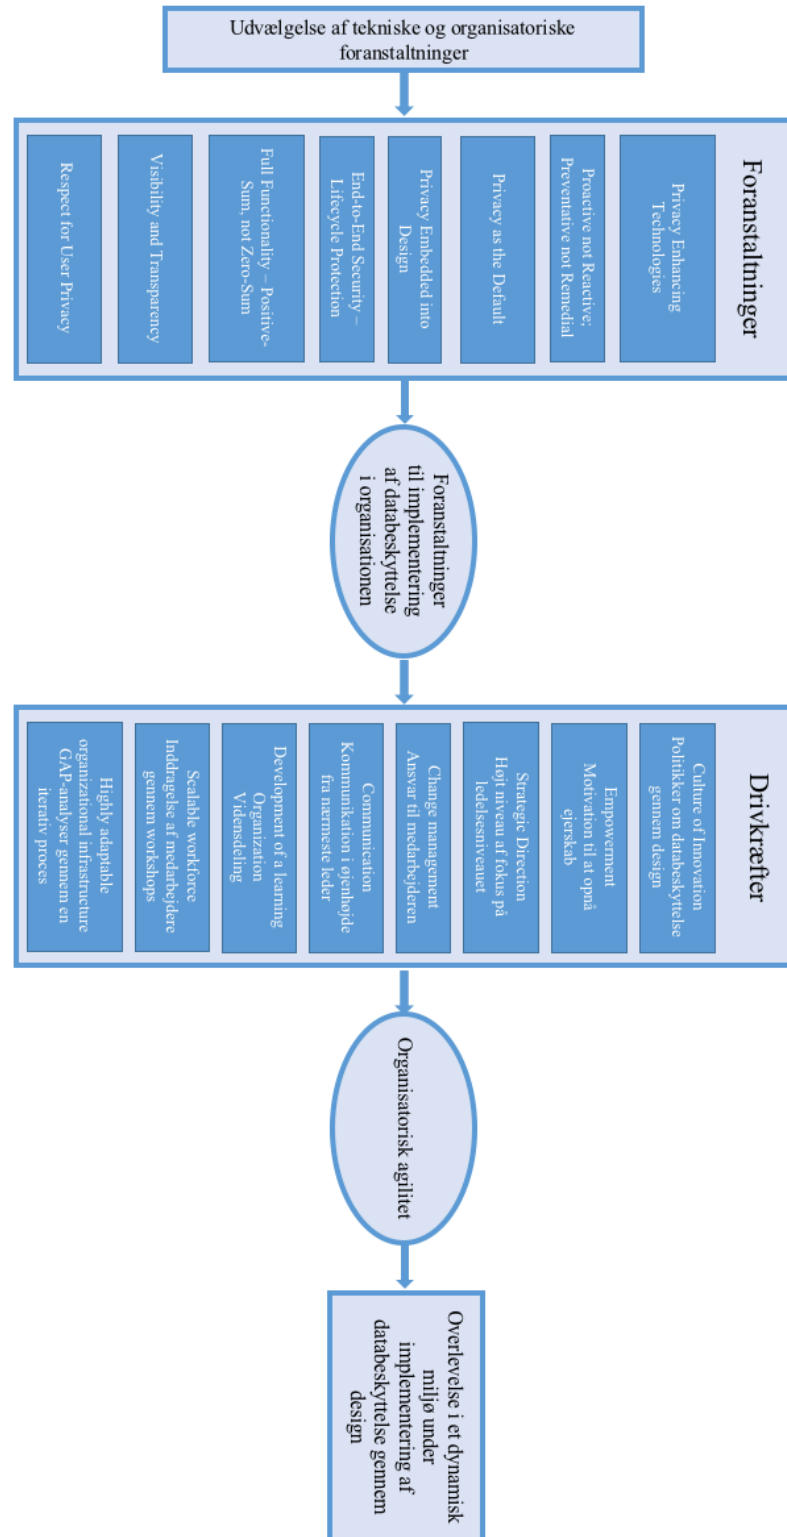 Udvælgelse af tekniske og organisatoriske
foranstaltninger
Foranstaltninger
Privacy Enhancing
Technologies
Proactive not Reactive;
Preventative not Remedial
Privacy as the Default
Privacy Embedded into
Design
End-to-End Security –
Lifecycle Protection
Full Functionality – Positive-
Sum, not Zero-Sum
Visibility and Transparency
Respect for User Privacy
Foranstaltninger
til implementering
af databeskyttelse
i organisationen
Drivkræfter
Culture of Innovation
Politikker om databeskyttelse
gennem design
Empowerment
Motivation til at opnå
ejerskab
Strategic Direction
Højt niveau af fokus på
ledelsesniveauet
Change management
Ansvar til medarbejderen
Communication
Kommunikation i øjenhøjde
fra nærmeste leder
Development of a learning
Organization
Vidensdeling
Scalable workforce
Inddragelse af medarbejdere
gennem workshops
Highly adaptable
organizational infrastructure
GAP-analyser gennem en
iterativ proces
Organisatorisk agilitet
Overlevelse i et dynamisk
miljø under
implementering af
databeskyttelse gennem
design